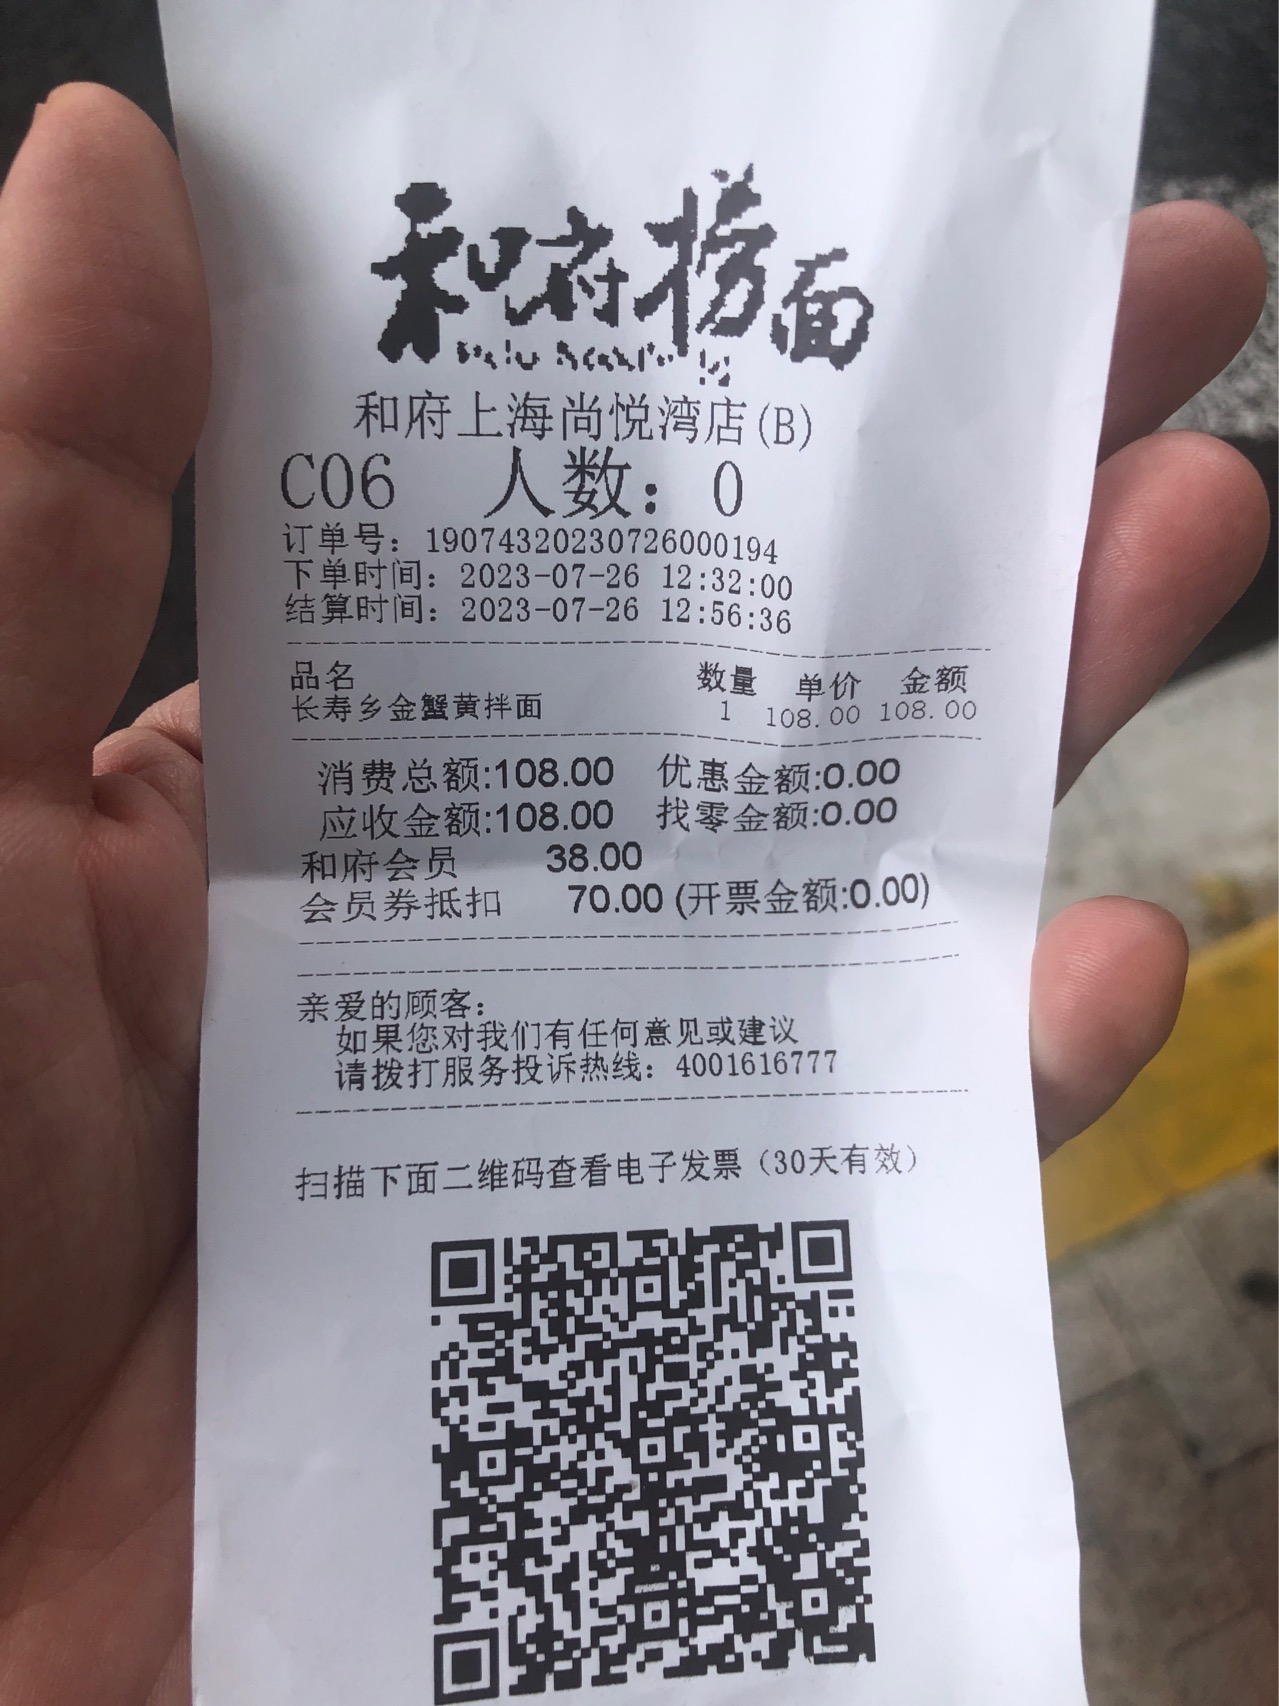 和府捞面
和府上海尚悦湾店(B)
C06 人数：0
订单号：19074320230726000194
下单时间：2023-07-26 12:32:00
结算时间：2023-07-26 12:56:36
品名 数量 单价 金额
长寿乡金蟹黄拌面 1 108.00 108.00
消费总额:108.00 优惠金额:0.00
应收金额:108.00 找零金额:0.00
和府会员 38.00
会员券抵扣 70.00 (开票金额:0.00)
亲爱的顾客：
如果您对我们有任何意见或建议
请拨打服务投诉热线：4001616777
扫描下面二维码查看电子发票（30天有效）